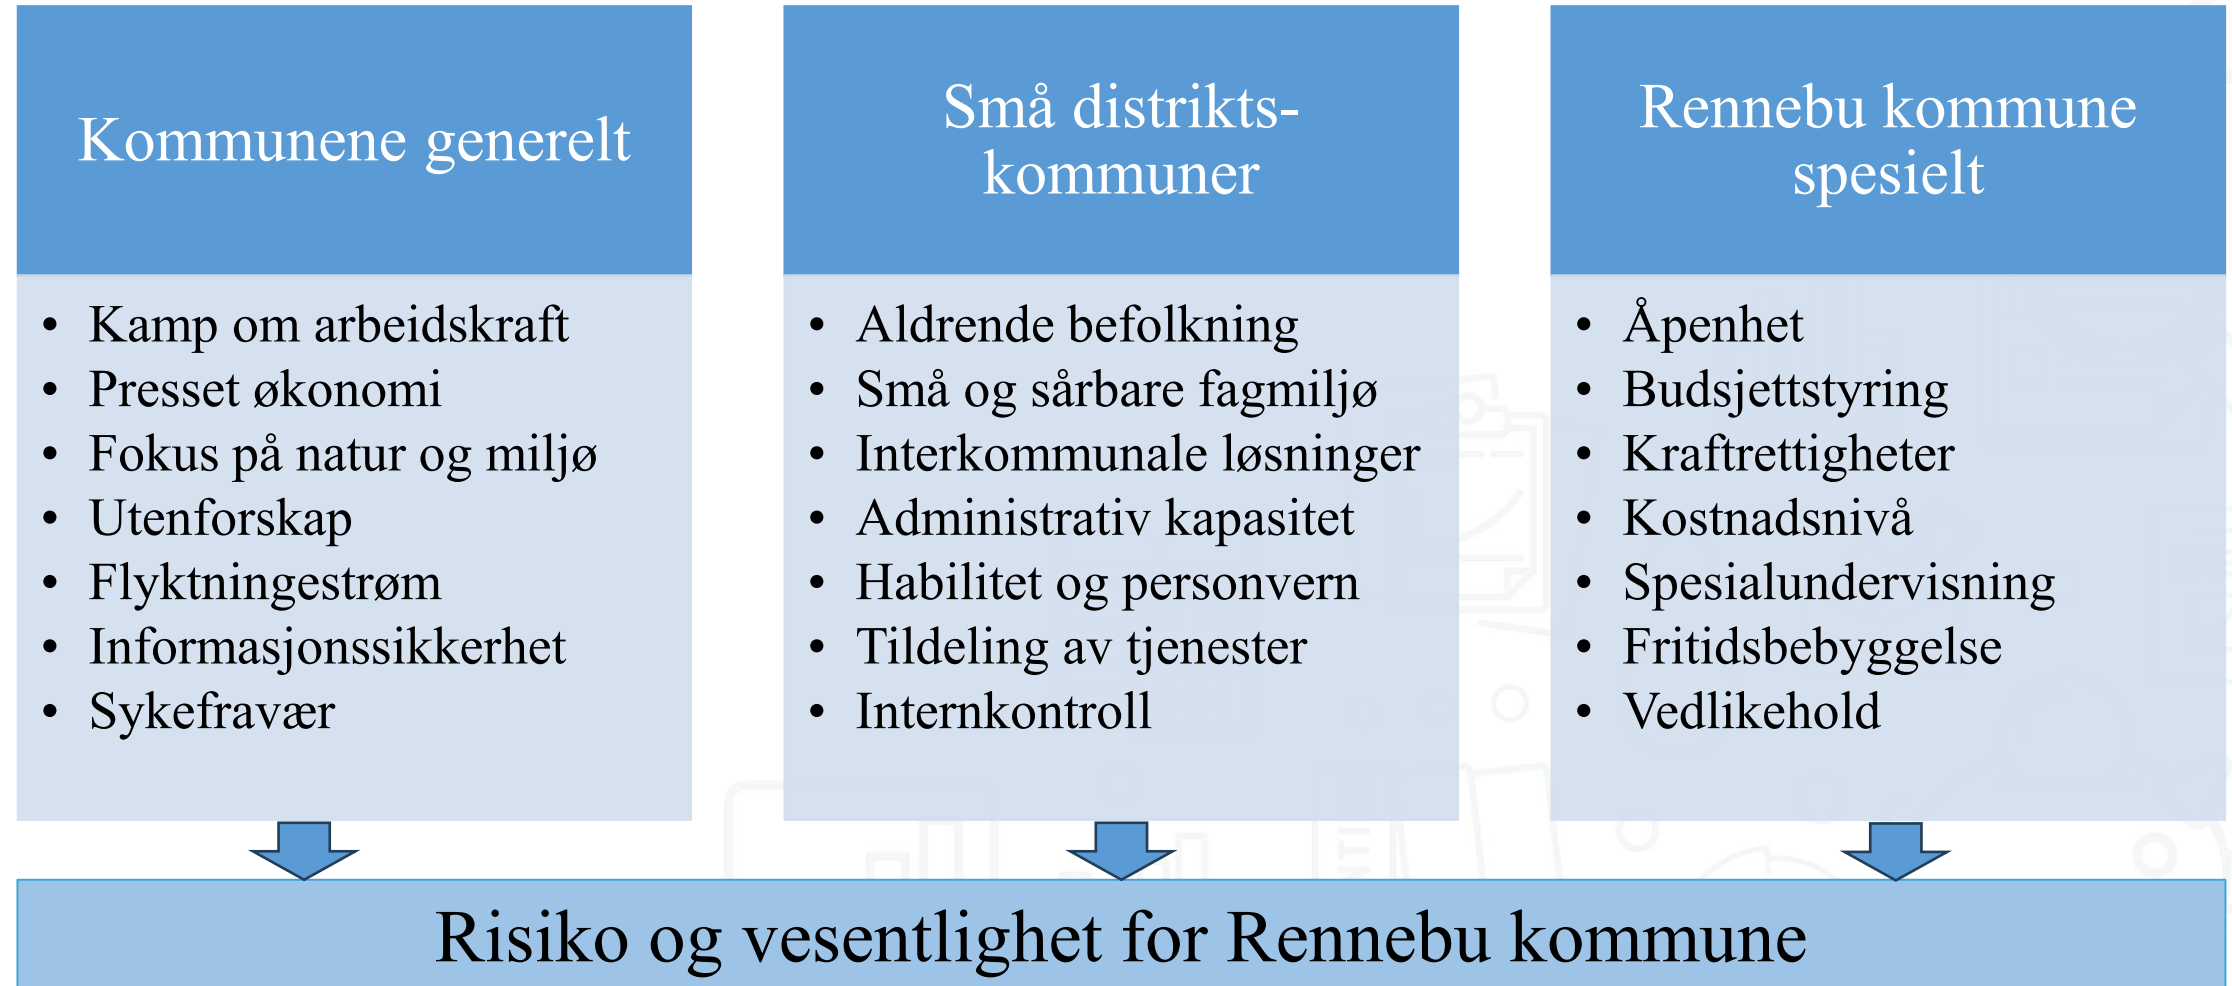 Kommunene generelt
• Kamp om arbeidskraft
• Presset økonomi
• Fokus på natur og miljø
• Utenforskap
• Flyktningestrøm
• Informasjonssikkerhet
• Sykefravær
Små distrikts-
kommuner
• Aldrende befolkning
• Små og sårbare fagmiljø
• Interkommunale løsninger
• Administrativ kapasitet
• Habilitet og personvern
• Tildeling av tjenester
• Internkontroll
Rennebu kommune
spesielt
• Åpenhet
• Budsjettstyring
• Kraftrettigheter
• Kostnadsnivå
• Spesialundervisning
• Fritidsbebyggelse
• Vedlikehold
Risiko og vesentlighet for Rennebu kommune